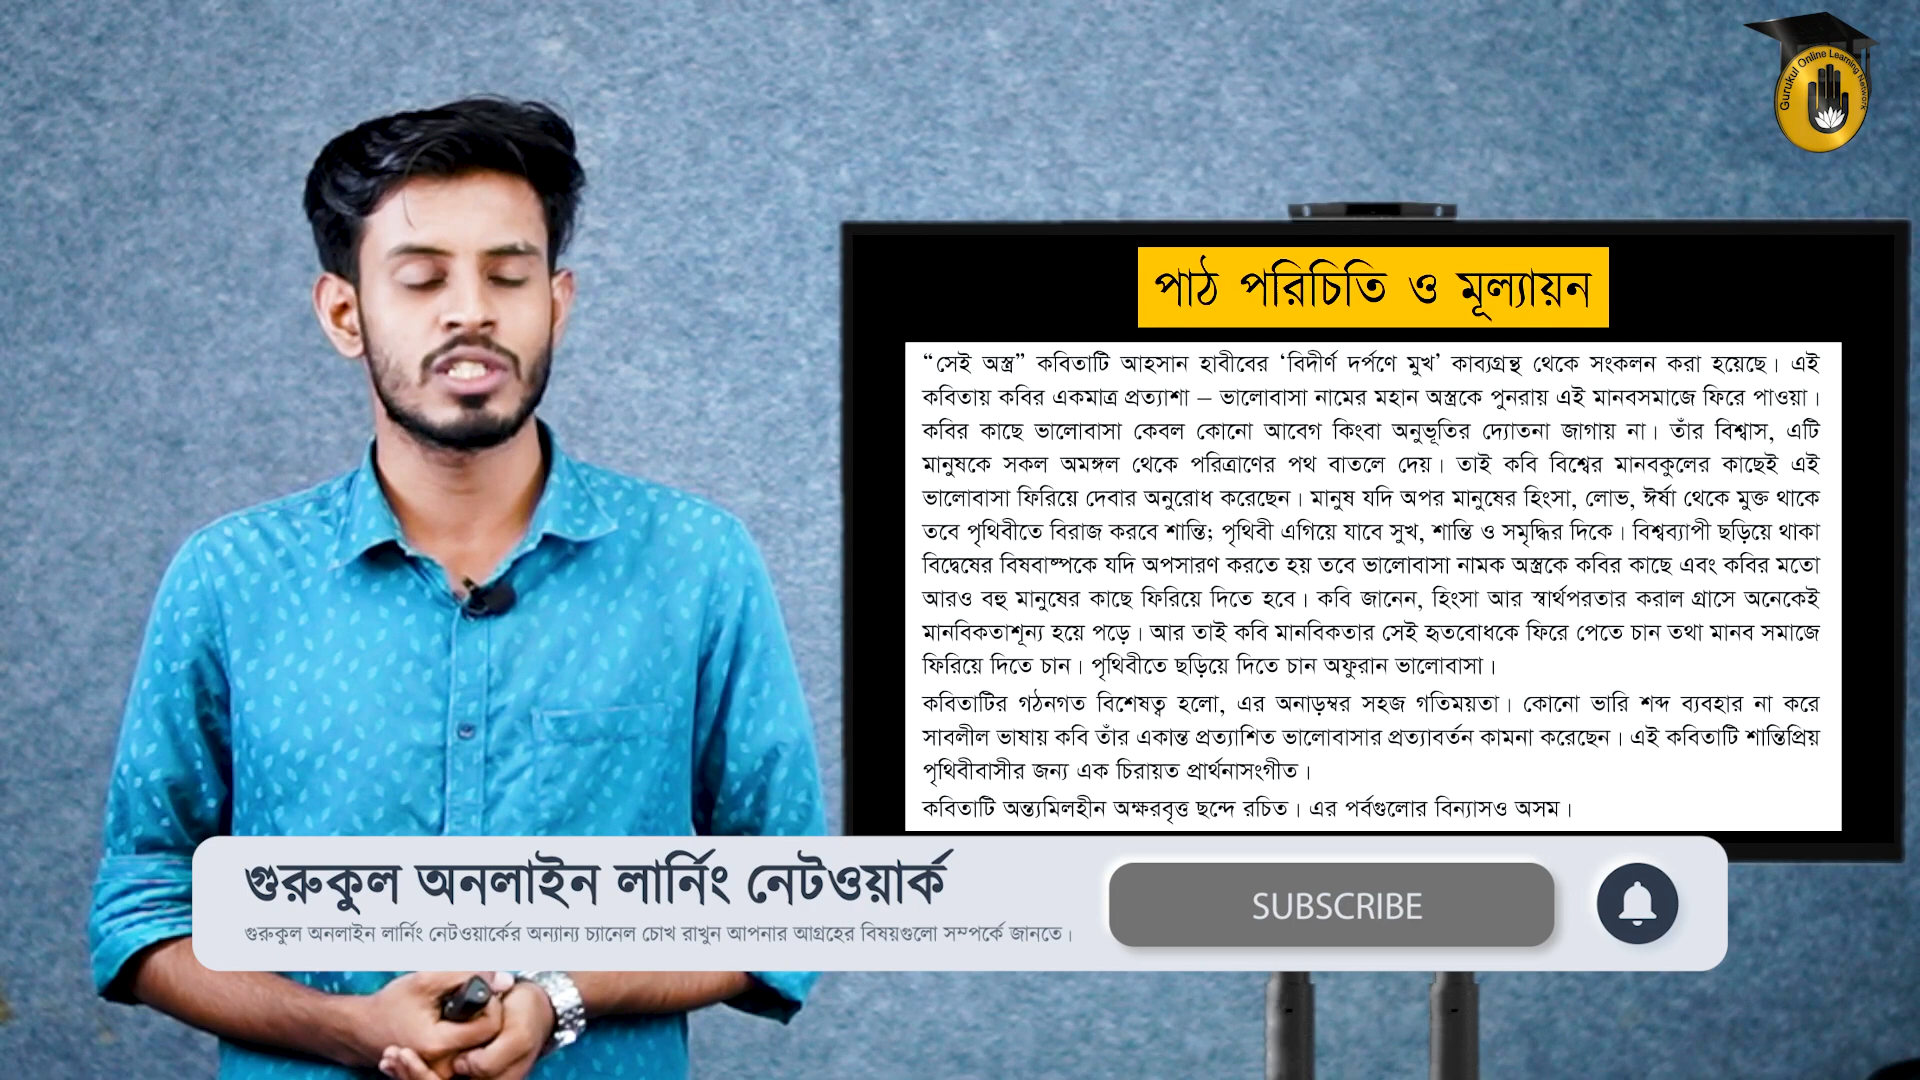 Gurukul Online Learning Network
পাঠ পরিচিতি ও মূল্যায়ন
“সেই অস্ত্র” কবিতাটি আহসান হাবীবের ‘বিদীর্ণ দর্পণে মুখ’ কাব্যগ্রন্থ থেকে সংকলন করা হয়েছে। এই
কবিতায় কবির একমাত্র প্রত্যাশা – ভালোবাসা নামের মহান অস্ত্রকে পুনরায় এই মানবসমাজে ফিরে পাওয়া।
কবির কাছে ভালোবাসা কেবল কোনো আবেগ কিংবা অনুভূতির দ্যোতনা জাগায় না। তাঁর বিশ্বাস, এটি
মানুষকে সকল অমঙ্গল থেকে পরিত্রাণের পথ বাতলে দেয়। তাই কবি বিশ্বের মানবকুলের কাছেই এই
ভালোবাসা ফিরিয়ে দেবার অনুরোধ করেছেন। মানুষ যদি অপর মানুষের হিংসা, লোভ, ঈর্ষা থেকে মুক্ত থাকে
তবে পৃথিবীতে বিরাজ করবে শান্তি; পৃথিবী এগিয়ে যাবে সুখ, শান্তি ও সমৃদ্ধির দিকে। বিশ্বব্যাপী ছড়িয়ে থাকা
বিদ্বেষের বিষবাষ্পকে যদি অপসারণ করতে হয় তবে ভালোবাসা নামক অস্ত্রকে কবির কাছে এবং কবির মতো
আরও বহু মানুষের কাছে ফিরিয়ে দিতে হবে। কবি জানেন, হিংসা আর স্বার্থপরতার করাল গ্রাসে অনেকেই
মানবিকতাশূন্য হয়ে পড়ে। আর তাই কবি মানবিকতার সেই হৃতবোধকে ফিরে পেতে চান তথা মানব সমাজে
ফিরিয়ে দিতে চান। পৃথিবীতে ছড়িয়ে দিতে চান অফুরান ভালোবাসা।
কবিতাটির গঠনগত বিশেষত্ব হলো, এর অনাড়ম্বর সহজ গতিময়তা। কোনো ভারি শব্দ ব্যবহার না করে
সাবলীল ভাষায় কবি তাঁর একান্ত প্রত্যাশিত ভালোবাসার প্রত্যাবর্তন কামনা করেছেন। এই কবিতাটি শান্তিপ্রিয়
পৃথিবীবাসীর জন্য এক চিরায়ত প্রার্থনাসংগীত।
কবিতাটি অন্ত্যমিলহীন অক্ষরবৃত্ত ছন্দে রচিত। এর পর্বগুলোর বিন্যাসও অসম।
গুরুকুল অনলাইন লার্নিং নেটওয়ার্ক
গুরুকুল অনলাইন লার্নিং নেটওয়ার্কের অন্যান্য চ্যানেল চোখ রাখুন আপনার আগ্রহের বিষয়গুলো সম্পর্কে জানতে।
SUBSCRIBE